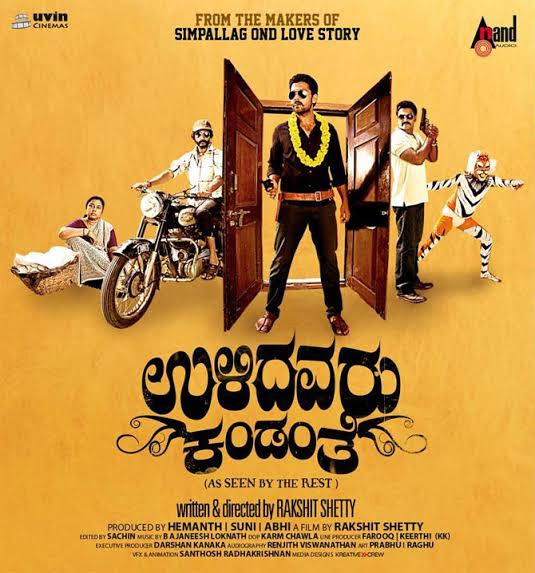 uvin
CINEMAS
FROM THE MAKERS OF
SIMPALLAG OND LOVE STORY
Anand
AUDIO
ಉಳಿದವರು
ಕಂಡಂತೆ
(AS SEEN BY THE REST )
written & directed by RAKSHIT SHETTY
PRODUCED BY HEMANTH | SUNI | ABHI A FILM BY RAKSHIT SHETTY
EDITED BY SACHIN MUSIC BY B AJANEESH LOKNATH DOP KARM CHAWLA LINE PRODUCER FAROOQ | KEERTHI (KK)
EXECUTIVE PRODUCER DARSHAN KANAKA AUDIOGRAPHY RENJITH VISWANATHAN ART PRABHU | RAGHU
VFX & ANIMATION SANTHOSH RADHAKRISHNAN MEDIA DESIGNS KREATIVE CREW